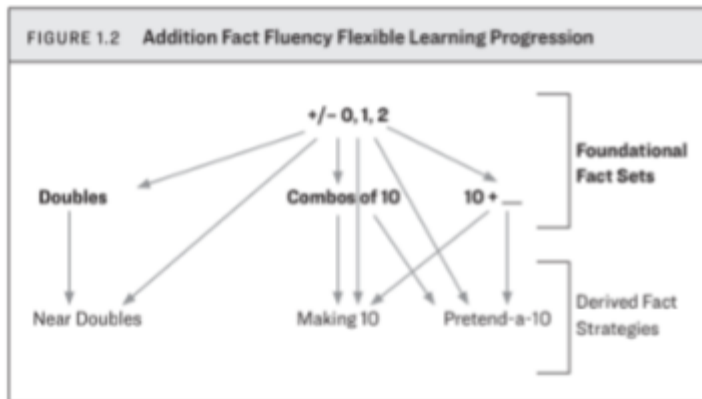 FIGURE 1.2 Addition Fact Fluency Flexible Learning Progression
+/− 0, 1, 2
Foundational
Fact Sets
Doubles
Combos of 10
10 + __
Near Doubles
Making 10
Pretend-a-10
Derived Fact
Strategies